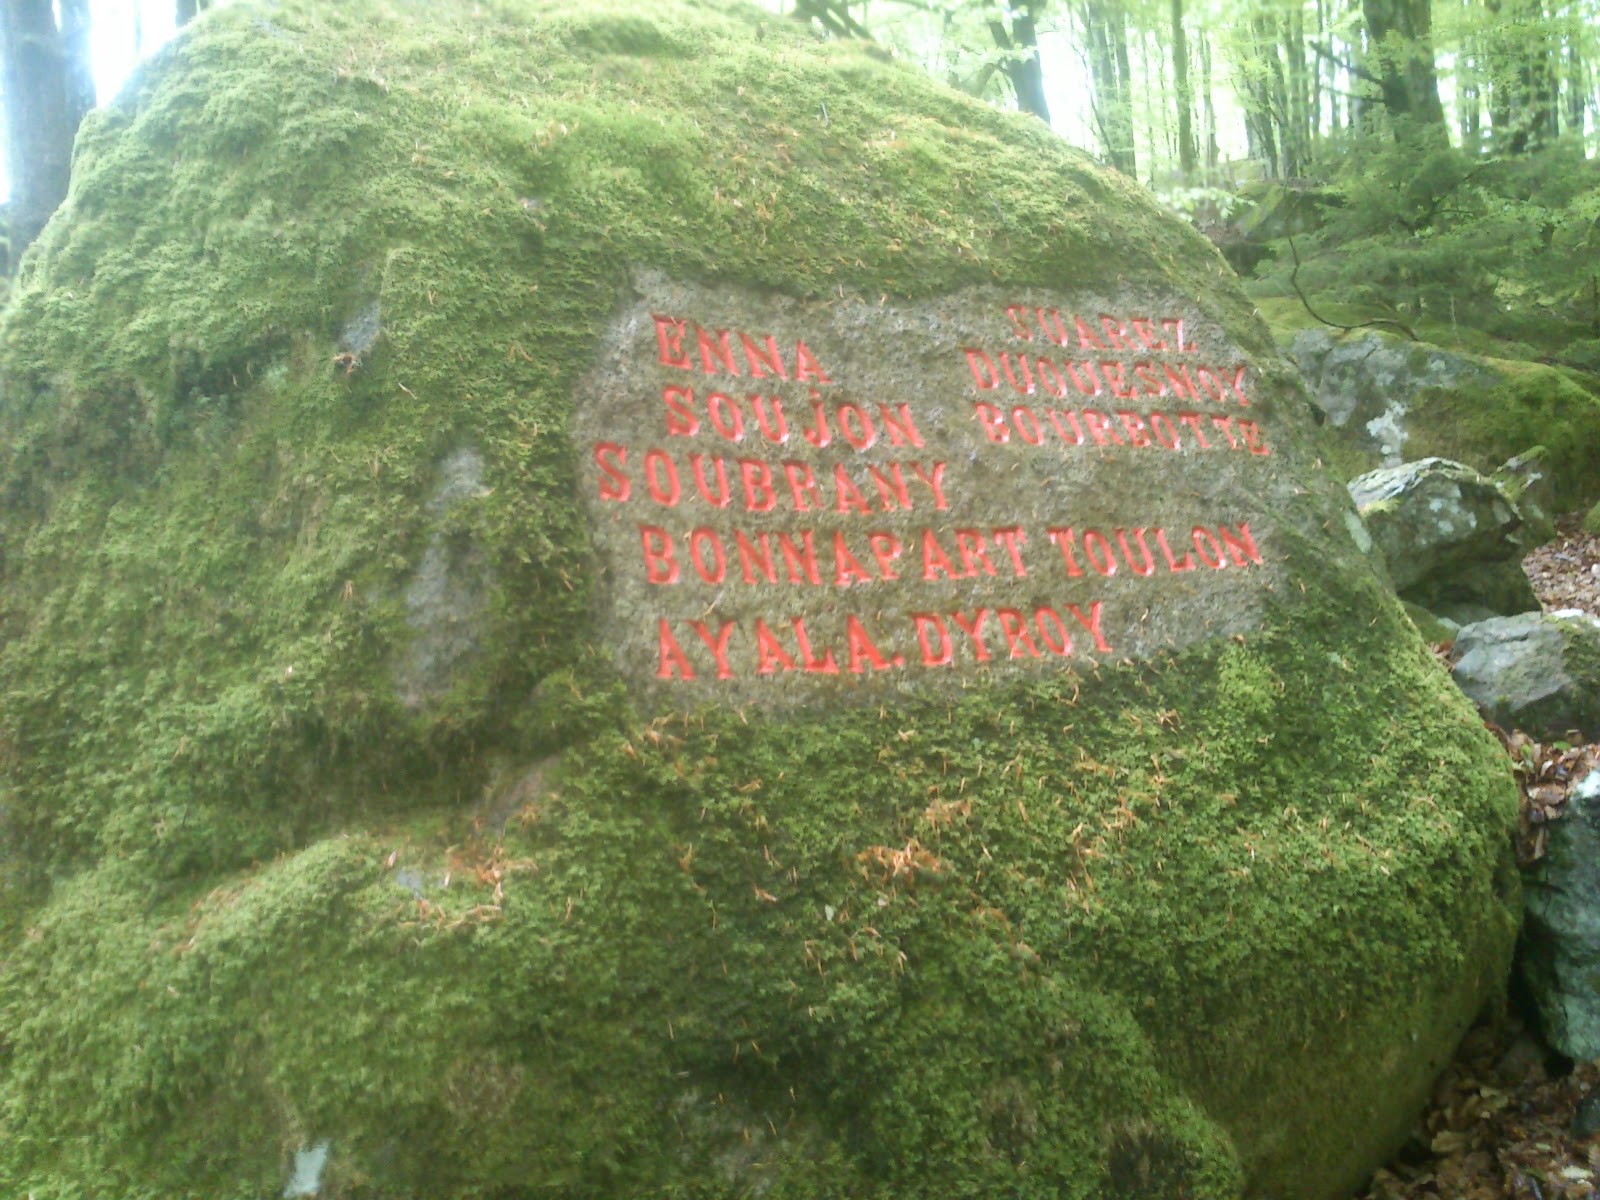 ENNA
SUAREZ
SOUJON
DUQUESNOY
SOUBRANY
BOURBOTTE
BONNAPART TOULON
AYALA. DYROY